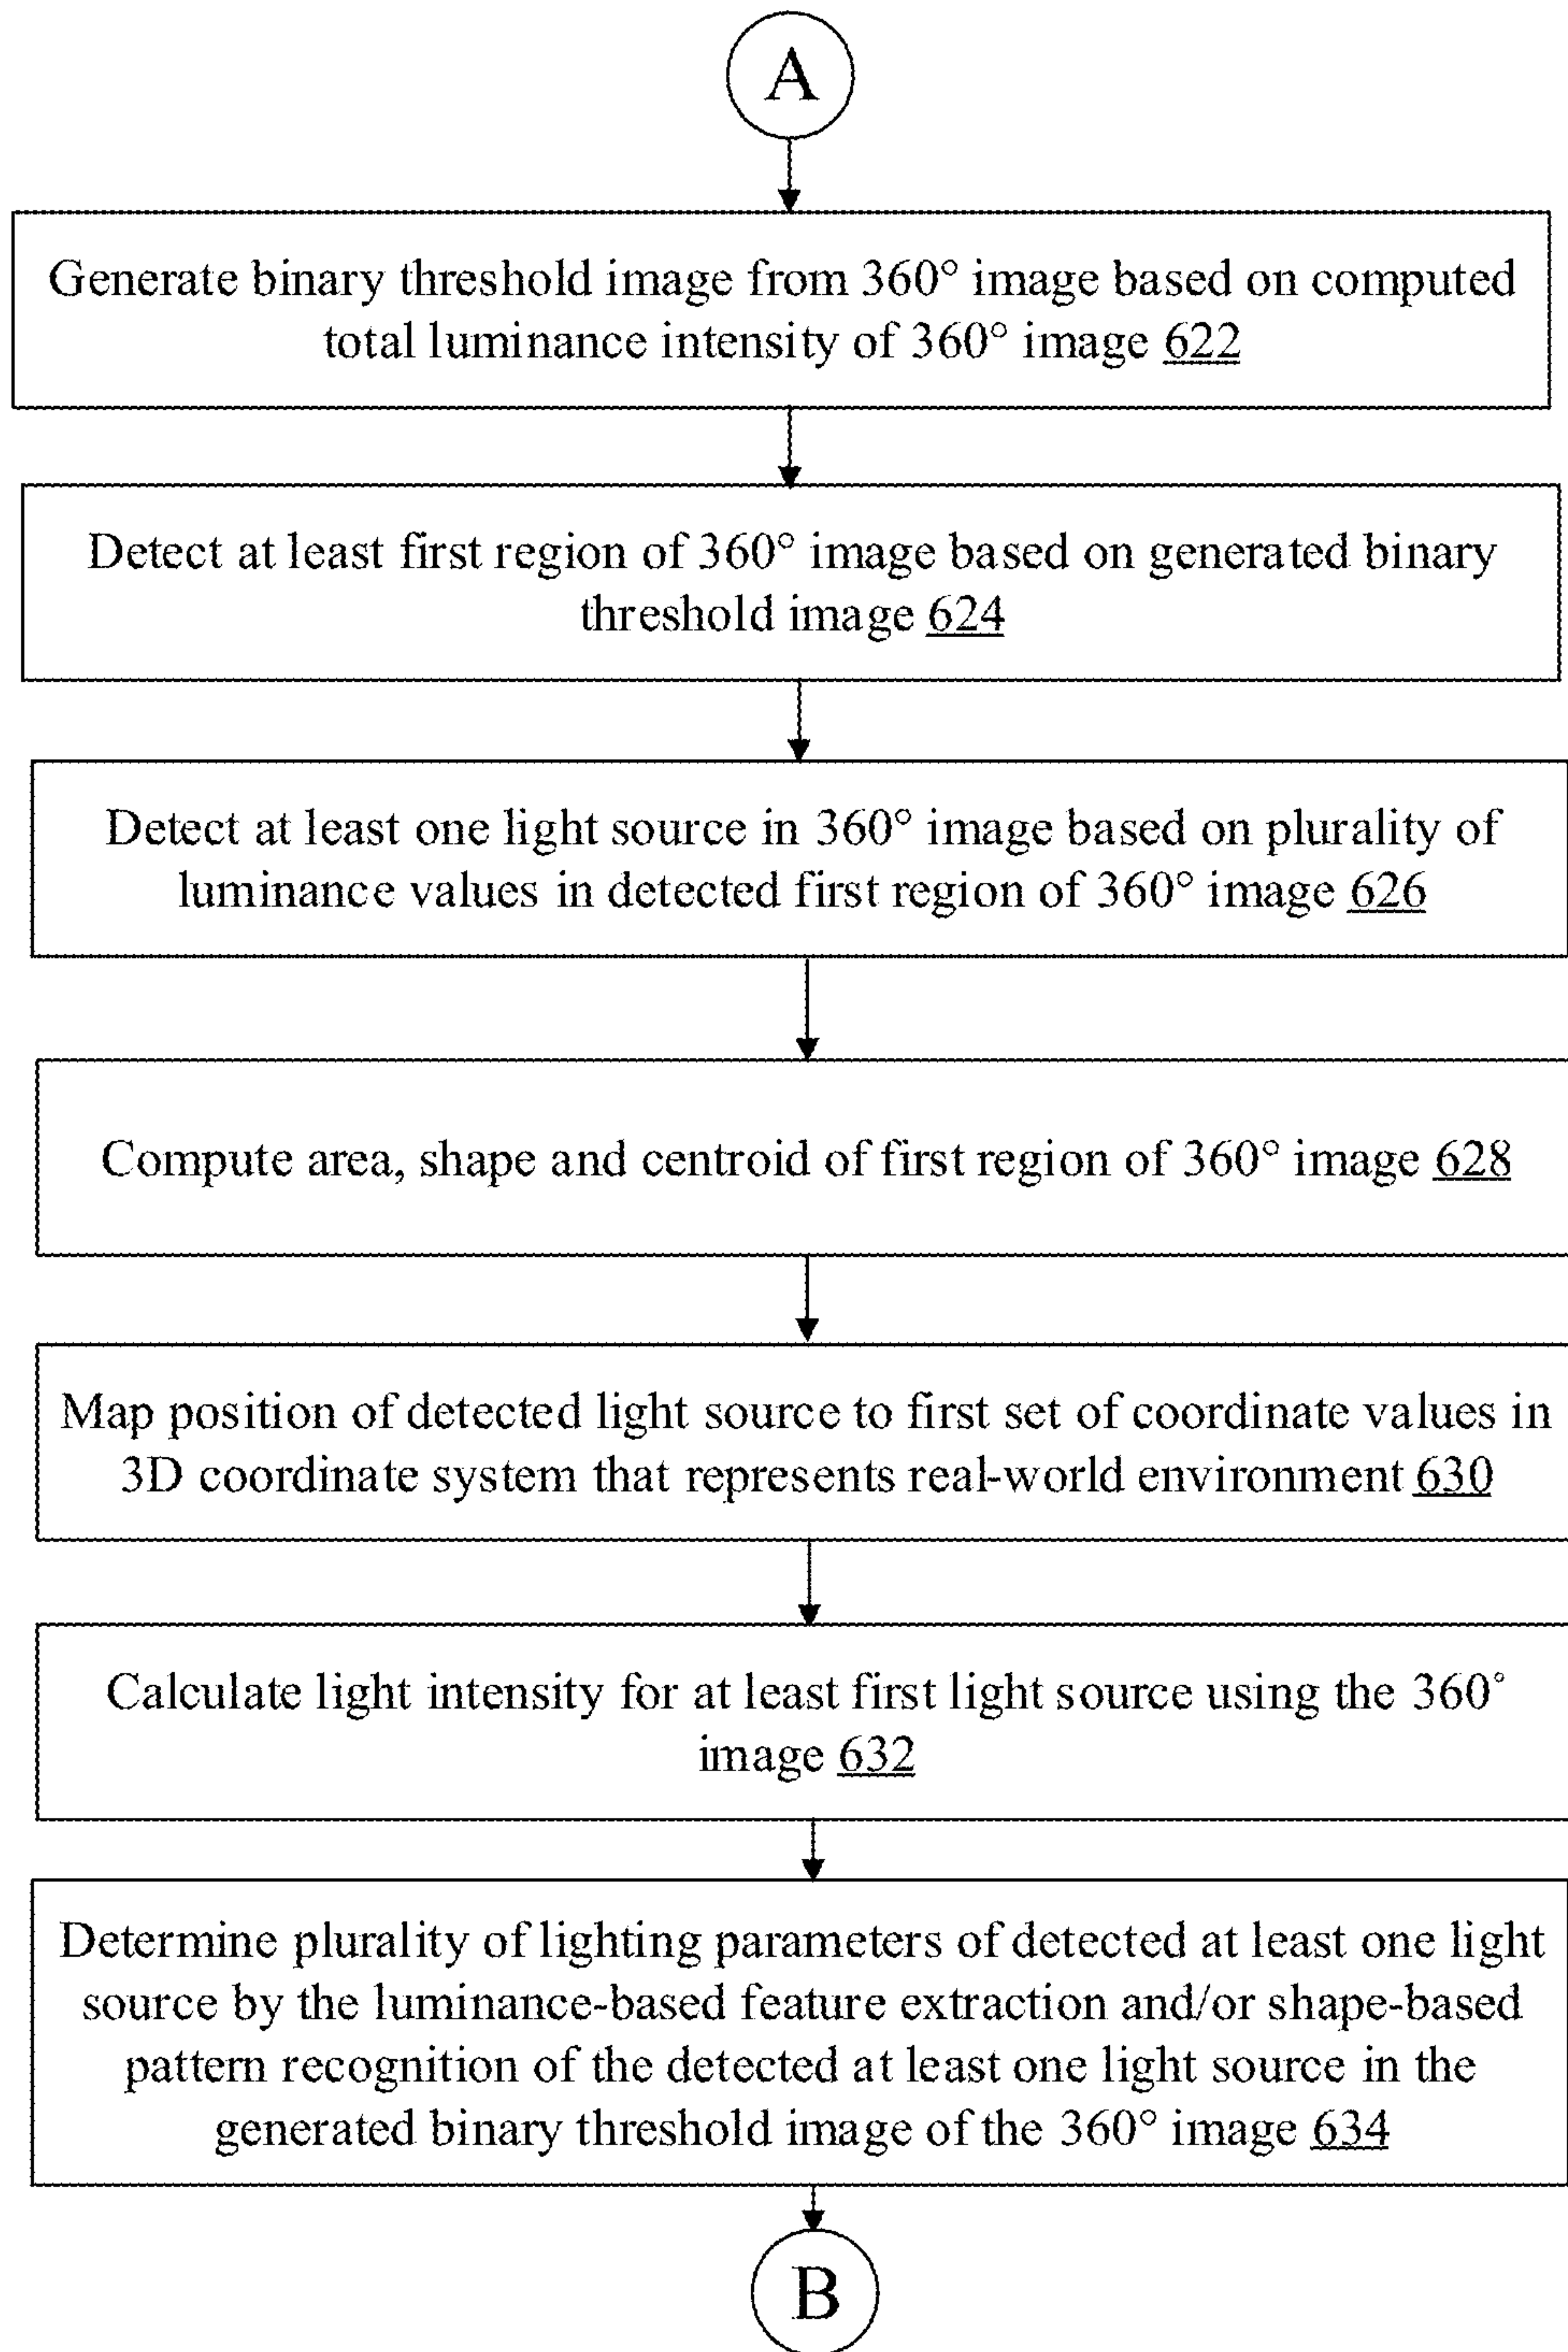 A
Generate binary threshold image from 360° image based on computed
total luminance intensity of 360° image 622
Detect at least first region of 360° image based on generated binary
threshold image 624
Detect at least one light source in 360° image based on plurality of
luminance values in detected first region of 360° image 626
Compute area, shape and centroid of first region of 360° image 628
Map position of detected light source to first set of coordinate values in
3D coordinate system that represents real-world environment 630
Calculate light intensity for at least first light source using the 360°
image 632
Determine plurality of lighting parameters of detected at least one light
source by the luminance-based feature extraction and/or shape-based
pattern recognition of the detected at least one light source in the
generated binary threshold image of the 360° image 634
B